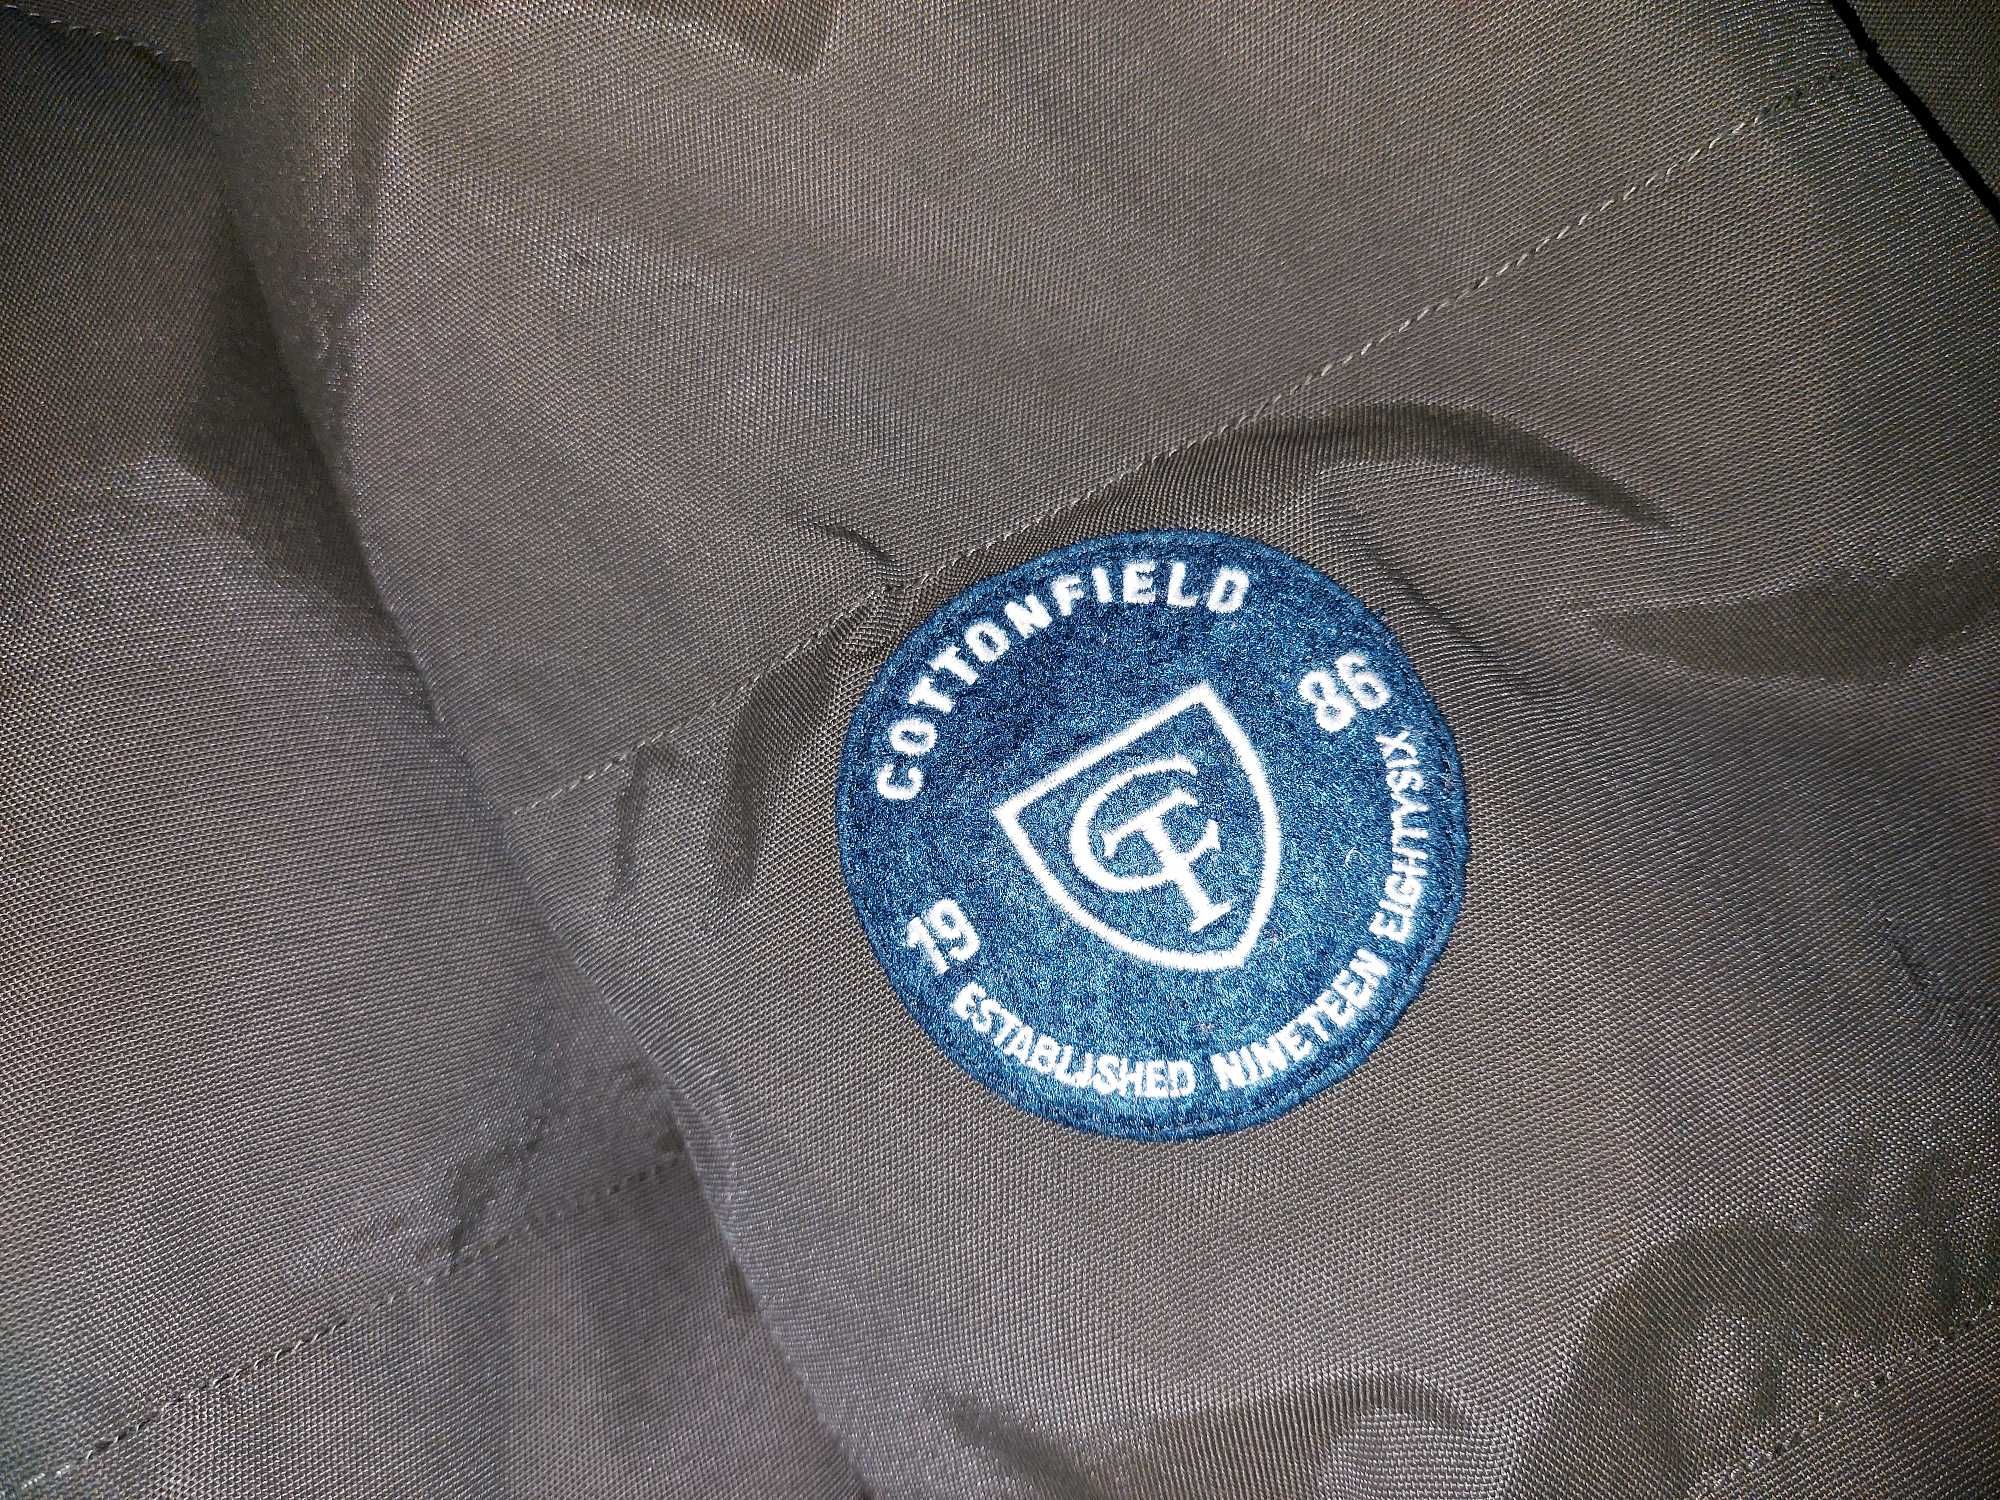 COTTONFIELD
19 86
CF
ESTABLISHED NINETEEN EIGHTYSIX